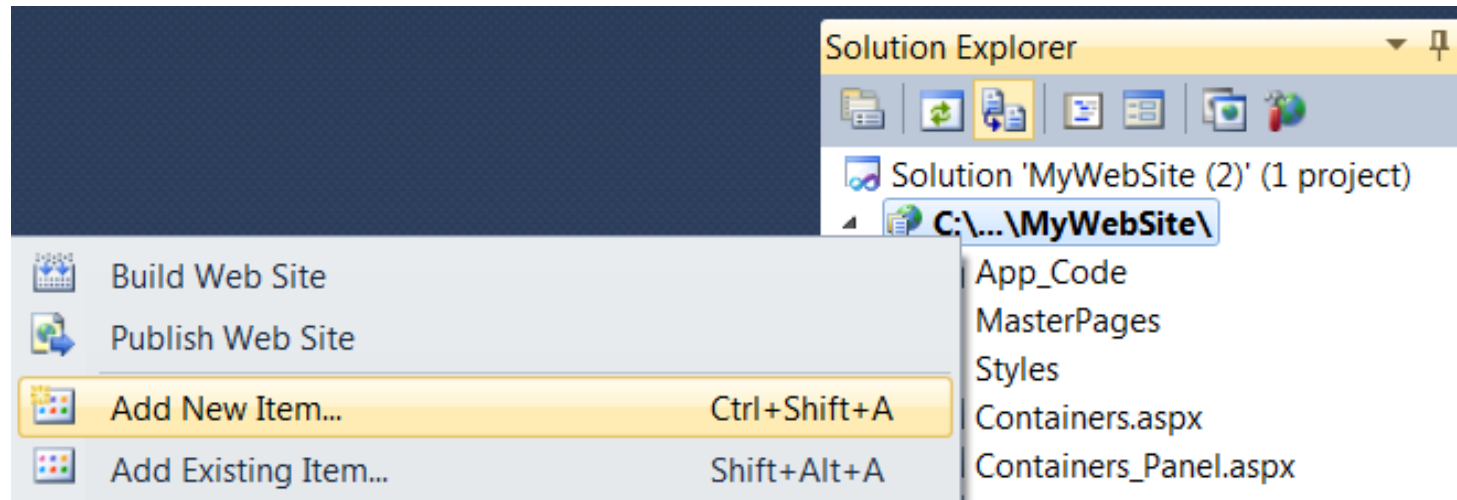 Solution Explorer
Solution 'MyWebSite (2)' (1 project)
C:\...\MyWebSite\
App_Code
MasterPages
Styles
Containers.aspx
Containers_Panel.aspx
Build Web Site
Publish Web Site
Add New Item... Ctrl+Shift+A
Add Existing Item... Shift+Alt+A